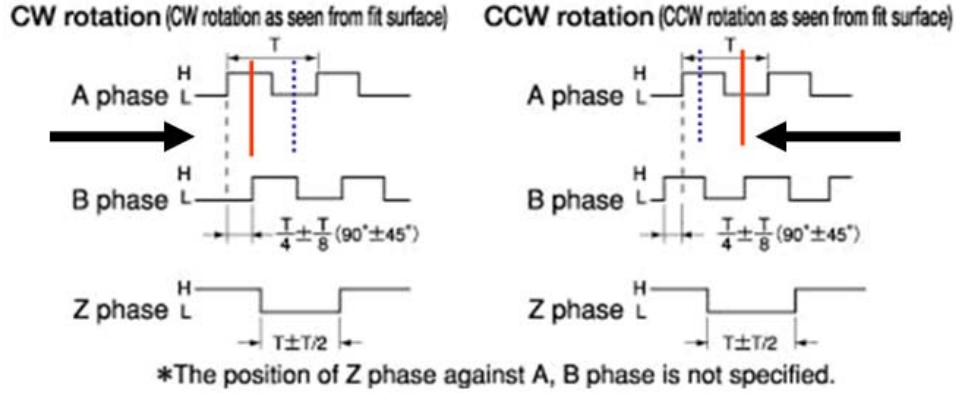 CW rotation (CW rotation as seen from fit surface)
T
A phase H L
B phase H L
T/4±T/8(90°±45°)
Z phase H L
T±T/2
CCW rotation (CCW rotation as seen from fit surface)
T
A phase H L
B phase H L
T/4±T/8(90°±45°)
Z phase H L
T±T/2
*The position of Z phase against A, B phase is not specified.